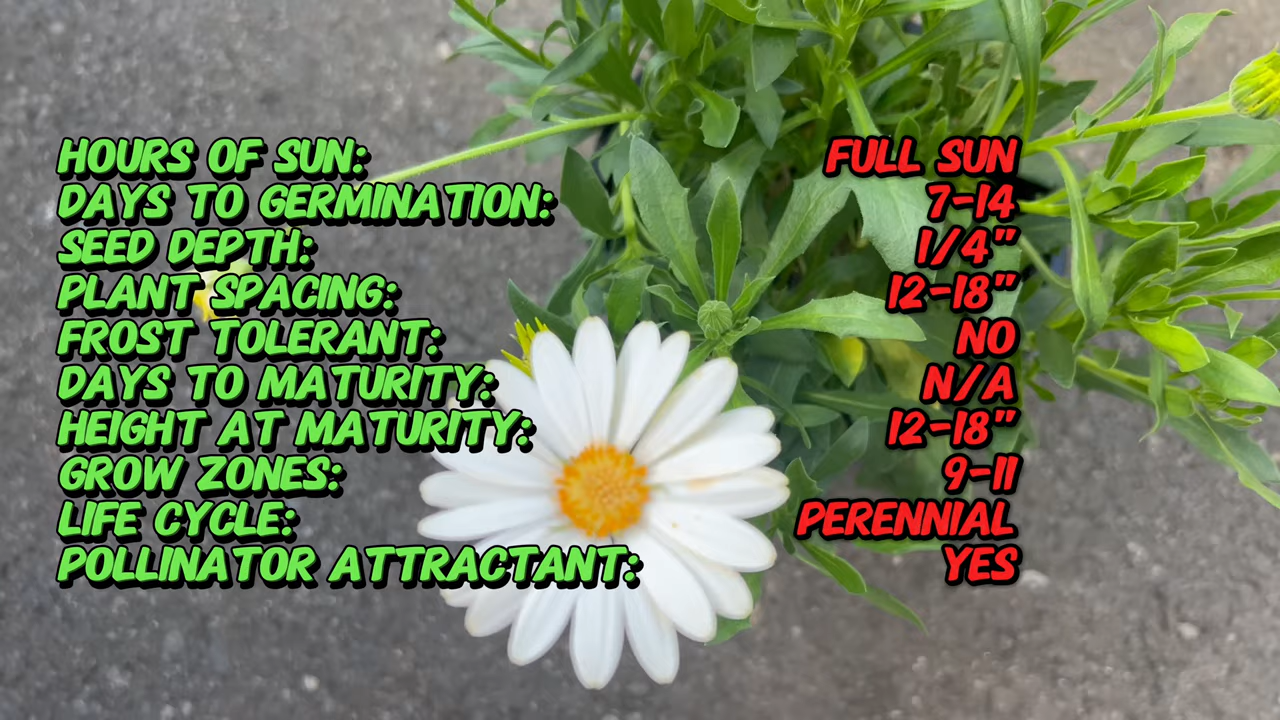 HOURS OF SUN: FULL SUN
DAYS TO GERMINATION: 7-14
SEED DEPTH: 1/4"
PLANT SPACING: 12-18"
FROST TOLERANT: NO
DAYS TO MATURITY: N/A
HEIGHT AT MATURITY: 12-18"
GROW ZONES: 9-11
LIFE CYCLE: PERENNIAL
POLLINATOR ATTRACTANT: YES